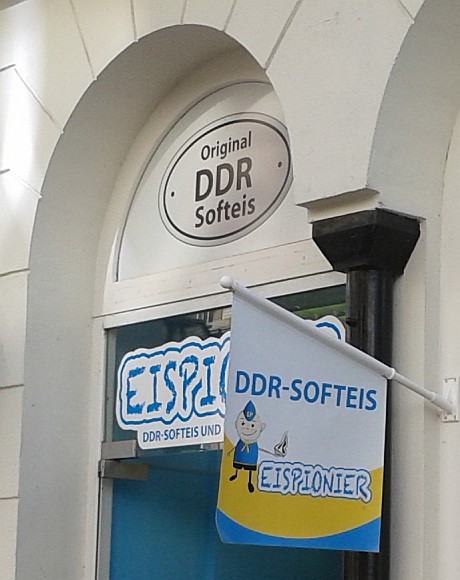 Original
DDR
Softeis
EISPIO
DDR-SOFTEIS UND
DDR-SOFTEIS
EISPIONIER